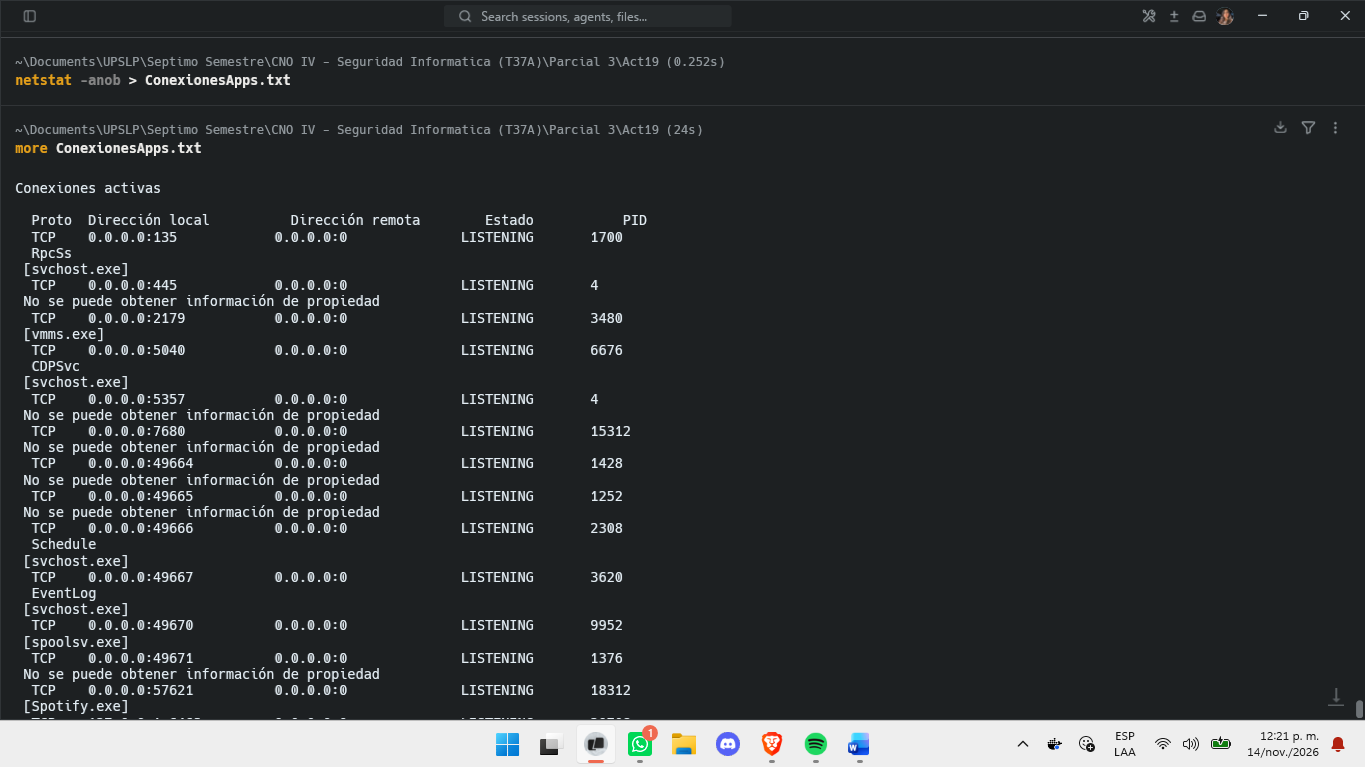 Search sessions, agents, files...
~\Documents\UPSLP\Septimo Semestre\CNO IV - Seguridad Informatica (T37A)\Parcial 3\Act19 (0.252s)
netstat -anob > ConexionesApps.txt
~\Documents\UPSLP\Septimo Semestre\CNO IV - Seguridad Informatica (T37A)\Parcial 3\Act19 (24s)
more ConexionesApps.txt
Conexiones activas
Proto Dirección local Dirección remota Estado PID
TCP 0.0.0.0:135 0.0.0.0:0 LISTENING 1700
RpcSs
[svchost.exe]
TCP 0.0.0.0:445 0.0.0.0:0 LISTENING 4
No se puede obtener información de propiedad
TCP 0.0.0.0:2179 0.0.0.0:0 LISTENING 3480
[vmms.exe]
TCP 0.0.0.0:5040 0.0.0.0:0 LISTENING 6676
CDPSvc
[svchost.exe]
TCP 0.0.0.0:5357 0.0.0.0:0 LISTENING 4
No se puede obtener información de propiedad
TCP 0.0.0.0:7680 0.0.0.0:0 LISTENING 15312
No se puede obtener información de propiedad
TCP 0.0.0.0:49664 0.0.0.0:0 LISTENING 1428
No se puede obtener información de propiedad
TCP 0.0.0.0:49665 0.0.0.0:0 LISTENING 1252
No se puede obtener información de propiedad
TCP 0.0.0.0:49666 0.0.0.0:0 LISTENING 2308
Schedule
[svchost.exe]
TCP 0.0.0.0:49667 0.0.0.0:0 LISTENING 3620
EventLog
[svchost.exe]
TCP 0.0.0.0:49670 0.0.0.0:0 LISTENING 9952
[spoolsv.exe]
TCP 0.0.0.0:49671 0.0.0.0:0 LISTENING 1376
No se puede obtener información de propiedad
TCP 0.0.0.0:57621 0.0.0.0:0 LISTENING 18312
[Spotify.exe]
1
W
ESP
LAA
12:21 p. m.
14/nov./2026